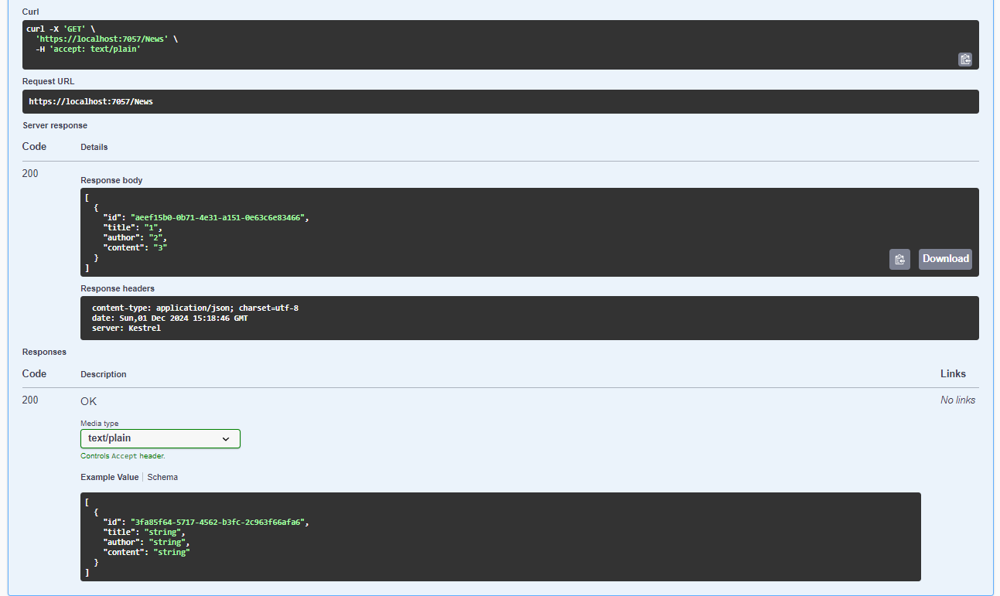 Curl
curl -X 'GET' \
  'https://localhost:7057/News' \
  -H 'accept: text/plain'
Request URL
https://localhost:7057/News
Server response
Code Details
200
Response body
[
  {
    "id": "aeef15b0-0b71-4e31-a151-0e63c6e83466",
    "title": "1",
    "author": "2",
    "content": "3"
  }
]
Download
Response headers
content-type: application/json; charset=utf-8
date: Sun,01 Dec 2024 15:18:46 GMT
server: Kestrel
Responses
Code Description Links
200 OK No links
Media type
text/plain
Controls Accept header.
Example Value Schema
[
  {
    "id": "3fa85f64-5717-4562-b3fc-2c963f66afa6",
    "title": "string",
    "author": "string",
    "content": "string"
  }
]